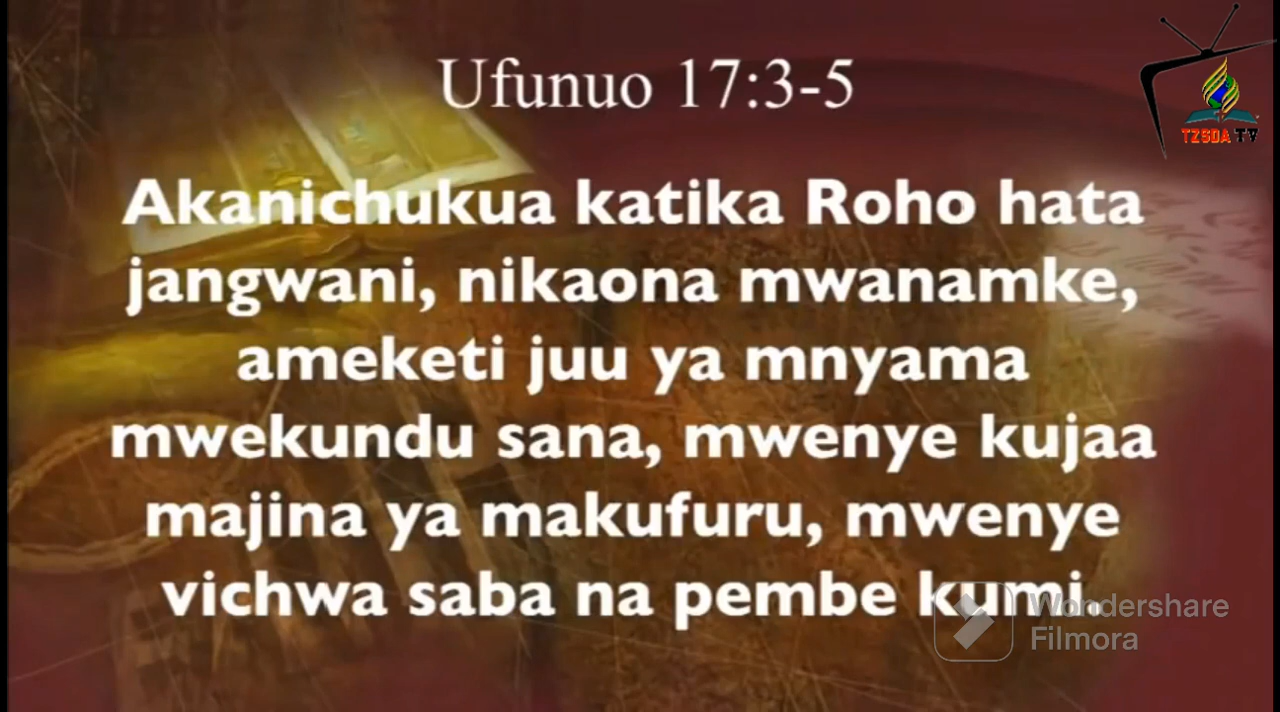 Ufunuo 17:3-5
TZSDA TV
Akanichukua katika Roho hata
jangwani, nikaona mwanamke,
ameketi juu ya mnyama
mwekundu sana, mwenye kujaa
majina ya makufuru, mwenye
vichwa saba na pembe kumi.
Wondershare
Filmora